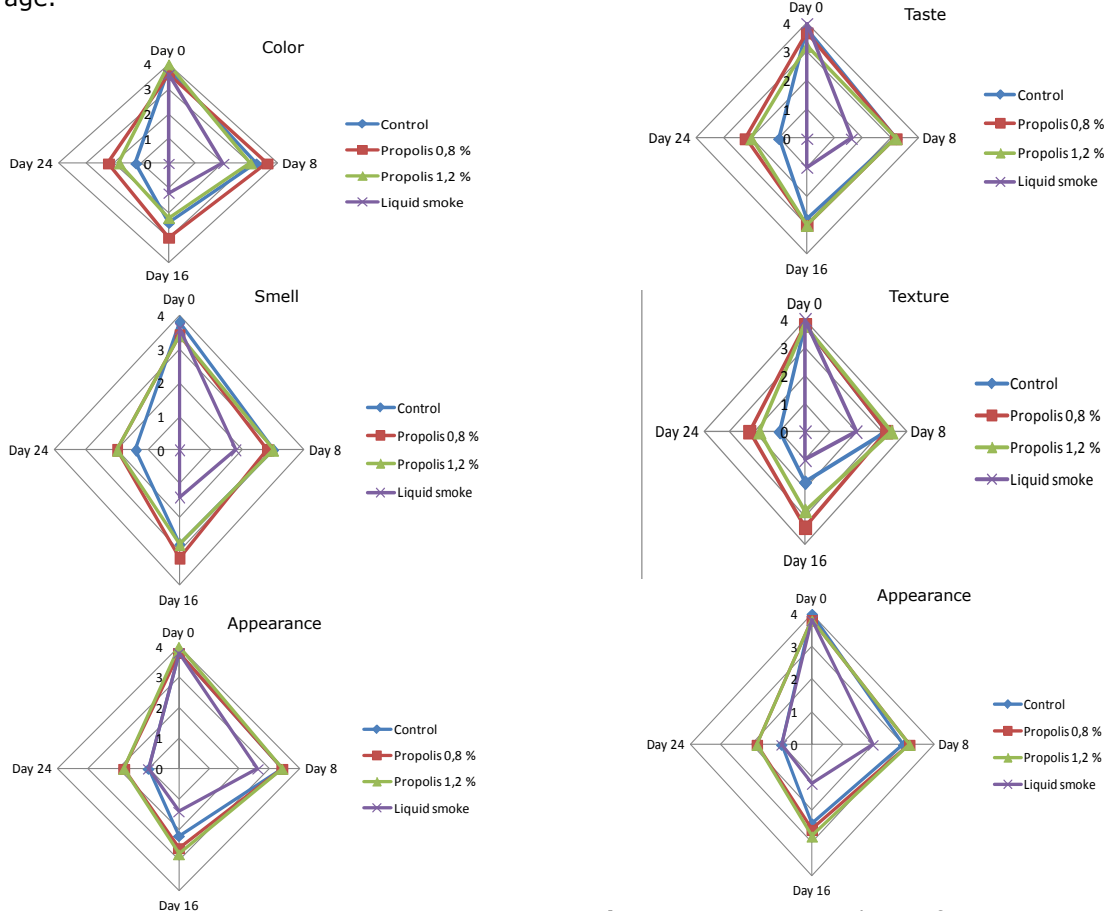 age.
Color
Day 0
4
3
2
1
0
Day 24
Day 8
Day 16
Control
Propolis 0,8 %
Propolis 1,2 %
Liquid smoke
Taste
Day 0
4
3
2
1
0
Day 24
Day 8
Day 16
Control
Propolis 0,8 %
Propolis 1,2 %
Liquid smoke
Smell
Day 0
4
3
2
1
0
Day 24
Day 8
Day 16
Control
Propolis 0,8 %
Propolis 1,2 %
Liquid smoke
Texture
Day 0
4
3
2
1
0
Day 24
Day 8
Day 16
Control
Propolis 0,8 %
Propolis 1,2 %
Liquid smoke
Appearance
Day 0
4
3
2
1
0
Day 24
Day 8
Day 16
Control
Propolis 0,8 %
Propolis 1,2 %
Liquid smoke
Appearance
Day 0
4
3
2
1
0
Day 24
Day 8
Day 16
Control
Propolis 0,8 %
Propolis 1,2 %
Liquid smoke